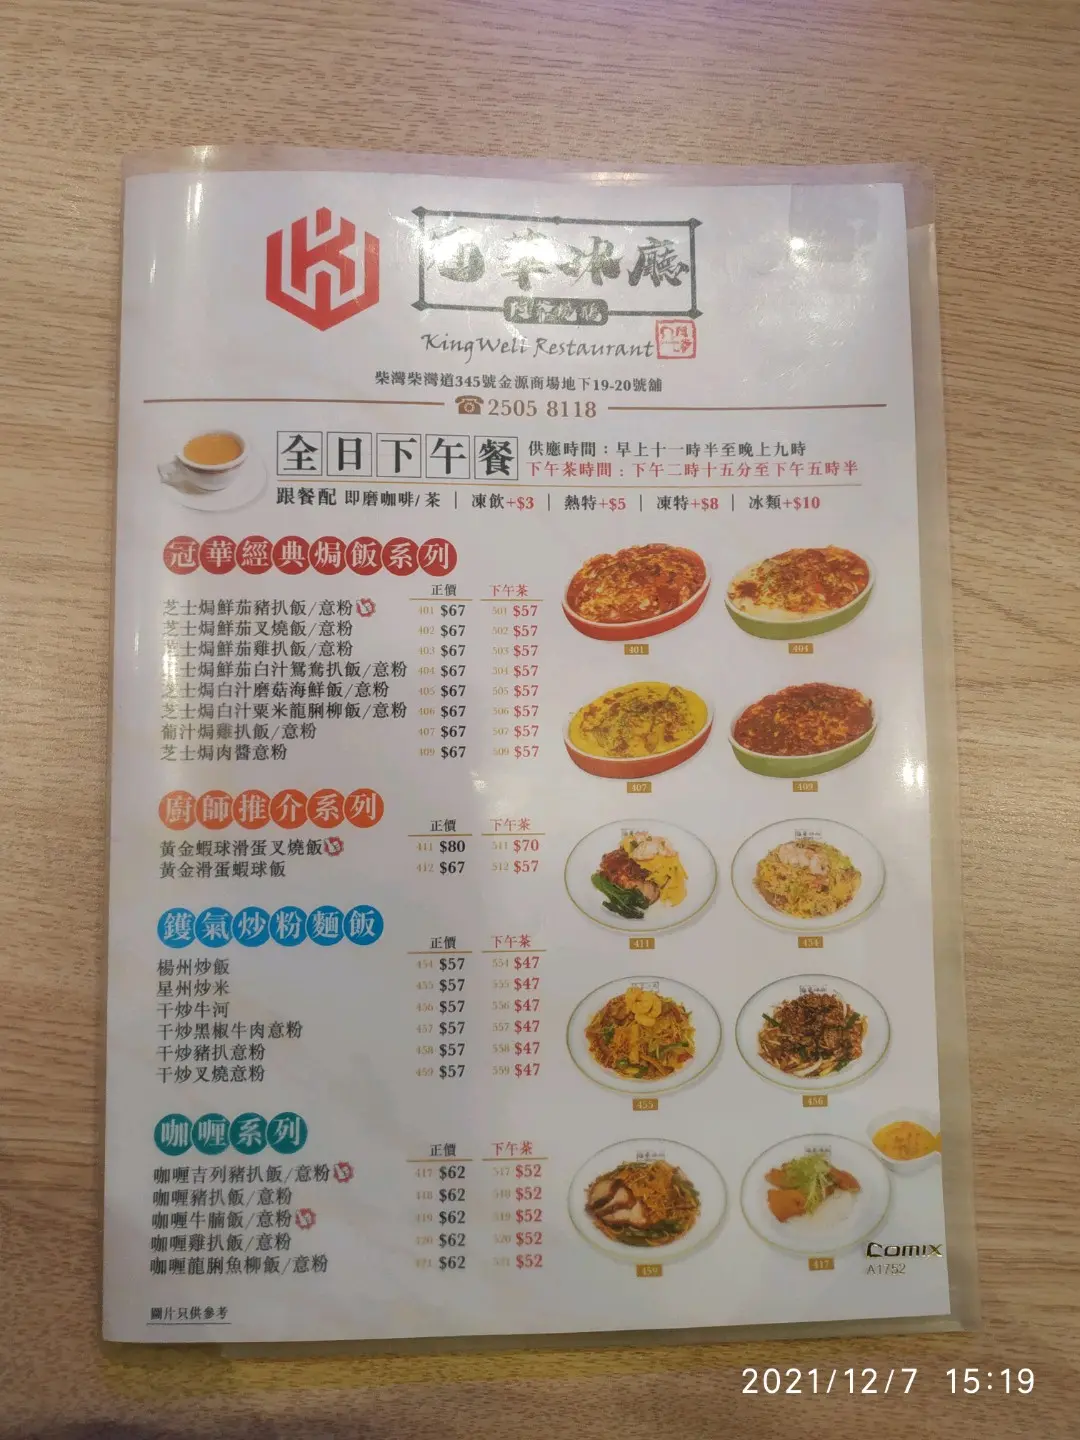 華冰廳
KingWell Restaurant
柴灣柴灣道345號金源商場地下19-20號舖
☎2505 8118
全日下午餐
供應時間：早上十一時半至晚上九時
下午茶時間：下午二時十五分至下午五時半
跟餐配 即磨咖啡/茶 | 凍飲+$3 | 熱特+$5 | 凍特+$8 | 冰類+$10
冠華經典焗飯系列
正價 下午茶
芝士焗鮮茄豬扒飯/意粉 401 $67 501 $57
芝士焗鮮茄叉燒飯/意粉 402 $67 502 $57
芝士焗鮮茄雞扒飯/意粉 403 $67 503 $57
芝士焗鮮茄白汁鴛鴦扒飯/意粉 404 $67 504 $57
芝士焗白汁磨菇海鮮飯/意粉 405 $67 505 $57
芝士焗白汁粟米龍脷柳飯/意粉 406 $67 506 $57
葡汁焗雞扒飯/意粉 407 $67 507 $57
芝士焗肉醬意粉 409 $67 509 $57
401 404
407 409
廚師推介系列
正價 下午茶
黃金蝦球滑蛋叉燒飯 411 $80 511 $70
黃金滑蛋蝦球飯 412 $67 512 $57
411 454
鑊氣炒粉麵飯
正價 下午茶
楊州炒飯 454 $57 554 $47
星州炒米 455 $57 555 $47
干炒牛河 456 $57 556 $47
干炒黑椒牛肉意粉 457 $57 557 $47
干炒豬扒意粉 458 $57 558 $47
干炒叉燒意粉 459 $57 559 $47
455 456
咖喱系列
正價 下午茶
咖喱吉列豬扒飯/意粉 417 $62 517 $52
咖喱豬扒飯/意粉 418 $62 518 $52
咖喱牛腩飯/意粉 419 $62 519 $52
咖喱雞扒飯/意粉 420 $62 520 $52
咖喱龍脷魚柳飯/意粉 421 $62 521 $52
459 417
Comix
A1752
圖片只供參考
2021/12/7 15:19